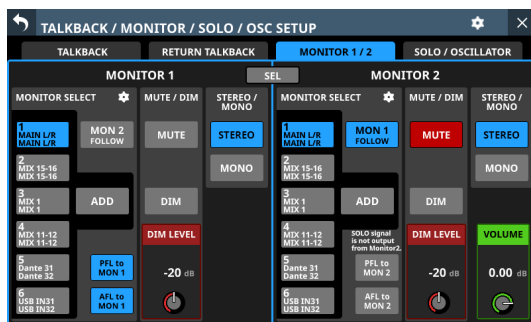 TALKBACK / MONITOR / SOLO / OSC SETUP
TALKBACK
RETURN TALKBACK
MONITOR 1 / 2
SOLO / OSCILLATOR
MONITOR 1
SEL
MONITOR 2
MONITOR SELECT
MUTE / DIM
STEREO /
MONO
1
MAIN L/R
MAIN L/R
MON 2
FOLLOW
MUTE
STEREO
2
MIX 15-16
MIX 15-16
MONO
3
MIX 1
MIX 1
ADD
DIM
4
MIX 11-12
MIX 11-12
DIM LEVEL
5
Dante 31
Dante 32
PFL to
MON 1
-20 dB
6
USB IN31
USB IN32
AFL to
MON 1
MONITOR SELECT
MUTE / DIM
STEREO /
MONO
1
MAIN L/R
MAIN L/R
MON 1
FOLLOW
MUTE
STEREO
2
MIX 15-16
MIX 15-16
MONO
3
MIX 1
MIX 1
ADD
DIM
4
MIX 11-12
MIX 11-12
SOLO signal
is not output
from Monitor2.
DIM LEVEL
VOLUME
5
Dante 31
Dante 32
PFL to
MON 2
-20 dB
0.00 dB
6
USB IN31
USB IN32
AFL to
MON 2